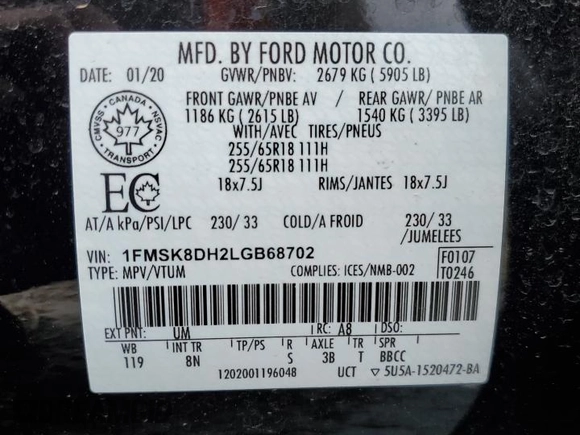 MFD. BY FORD MOTOR CO.
DATE: 01/20 GVWR/PNBV: 2679 KG ( 5905 LB)
FRONT GAWR/PNBE AV / REAR GAWR/ PNBE AR
1186 KG ( 2615 LB) 1540 KG ( 3395 LB)
WITH/AVEC TIRES/PNEUS
255/65R18 111H
255/65R18 111H
18x7.5J RIMS/JANTES 18x7.5J
CANADA
CMVSS NSVAC
977
TRANSPORT
EC
AT/A kPa/PSI/LPC 230/ 33 COLD/A FROID 230/ 33
/JUMELEES
VIN: 1FMSK8DH2LGB68702 F0107
TYPE: MPV/VTUM COMPLIES: ICES/NMB-002 T0246
EXT PNT: UM RC: A8 DSO:
WB INT TR TP/PS R AXLE TR SPR
119 8N S 3B T BBCC
1202001196048 UCT 5U5A-1520472-BA